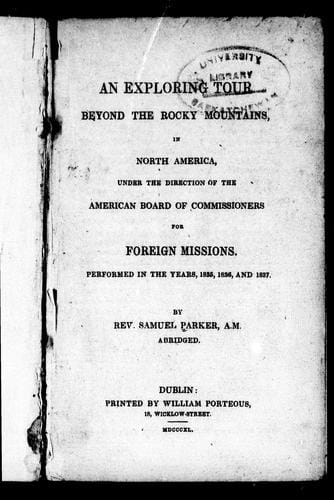 UNIVERSITY
LIBRARY
SASKATCHEWAN
AN EXPLORING TOUR
BEYOND THE ROCKY MOUNTAINS,
IN
NORTH AMERICA,
UNDER THE DIRECTION OF THE
AMERICAN BOARD OF COMMISSIONERS
FOR
FOREIGN MISSIONS.
PERFORMED IN THE YEARS, 1835, 1836, AND 1837.
BY
REV. SAMUEL PARKER, A.M.
ABRIDGED.
DUBLIN:
PRINTED BY WILLIAM PORTEOUS,
18, WICKLOW-STREET.
MDCCCXL.